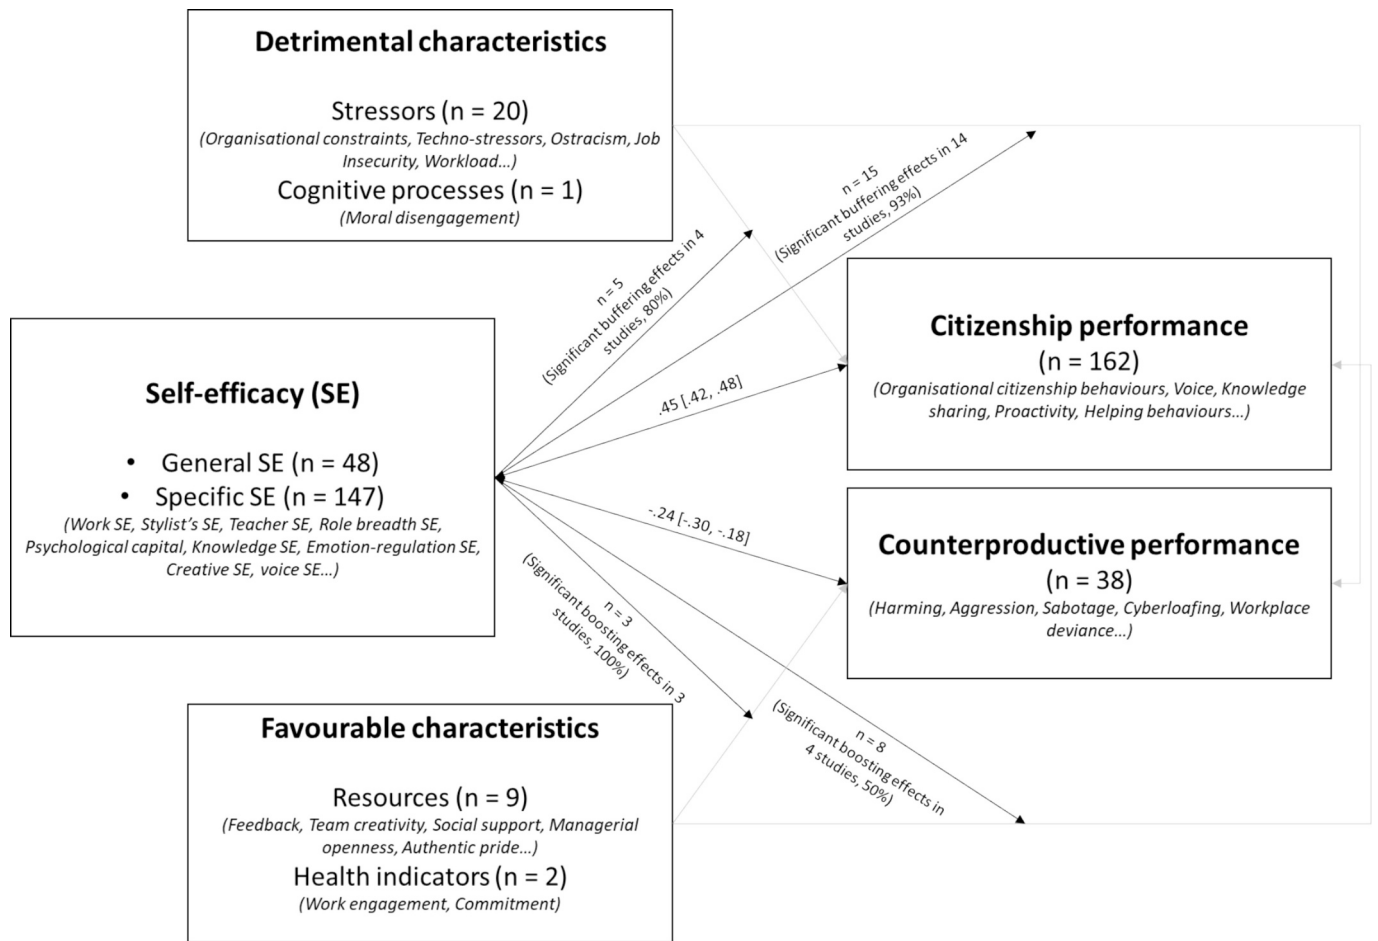 Detrimental characteristics
Stressors (n = 20)
(Organisational constraints, Techno-stressors, Ostracism, Job
Insecurity, Workload…)
Cognitive processes (n = 1)
(Moral disengagement)
n = 15
(Significant buffering effects in 14
studies, 93%)
n = 5
(Significant buffering effects in 4
studies, 80%)
Citizenship performance
(n = 162)
(Organisational citizenship behaviours, Voice, Knowledge
sharing, Proactivity, Helping behaviours…)
Self-efficacy (SE)
• General SE (n = 48)
• Specific SE (n = 147)
(Work SE, Stylist’s SE, Teacher SE, Role breadth SE,
Psychological capital, Knowledge SE, Emotion-regulation SE,
Creative SE, voice SE…)
.45 [.42, .48]
-.24 [-.30, -.18]
Counterproductive performance
(n = 38)
(Harming, Aggression, Sabotage, Cyberloafing, Workplace
deviance…)
n = 3
(Significant boosting effects in 3
studies, 100%)
n = 8
(Significant boosting effects in
4 studies, 50%)
Favourable characteristics
Resources (n = 9)
(Feedback, Team creativity, Social support, Managerial
openness, Authentic pride…)
Health indicators (n = 2)
(Work engagement, Commitment)